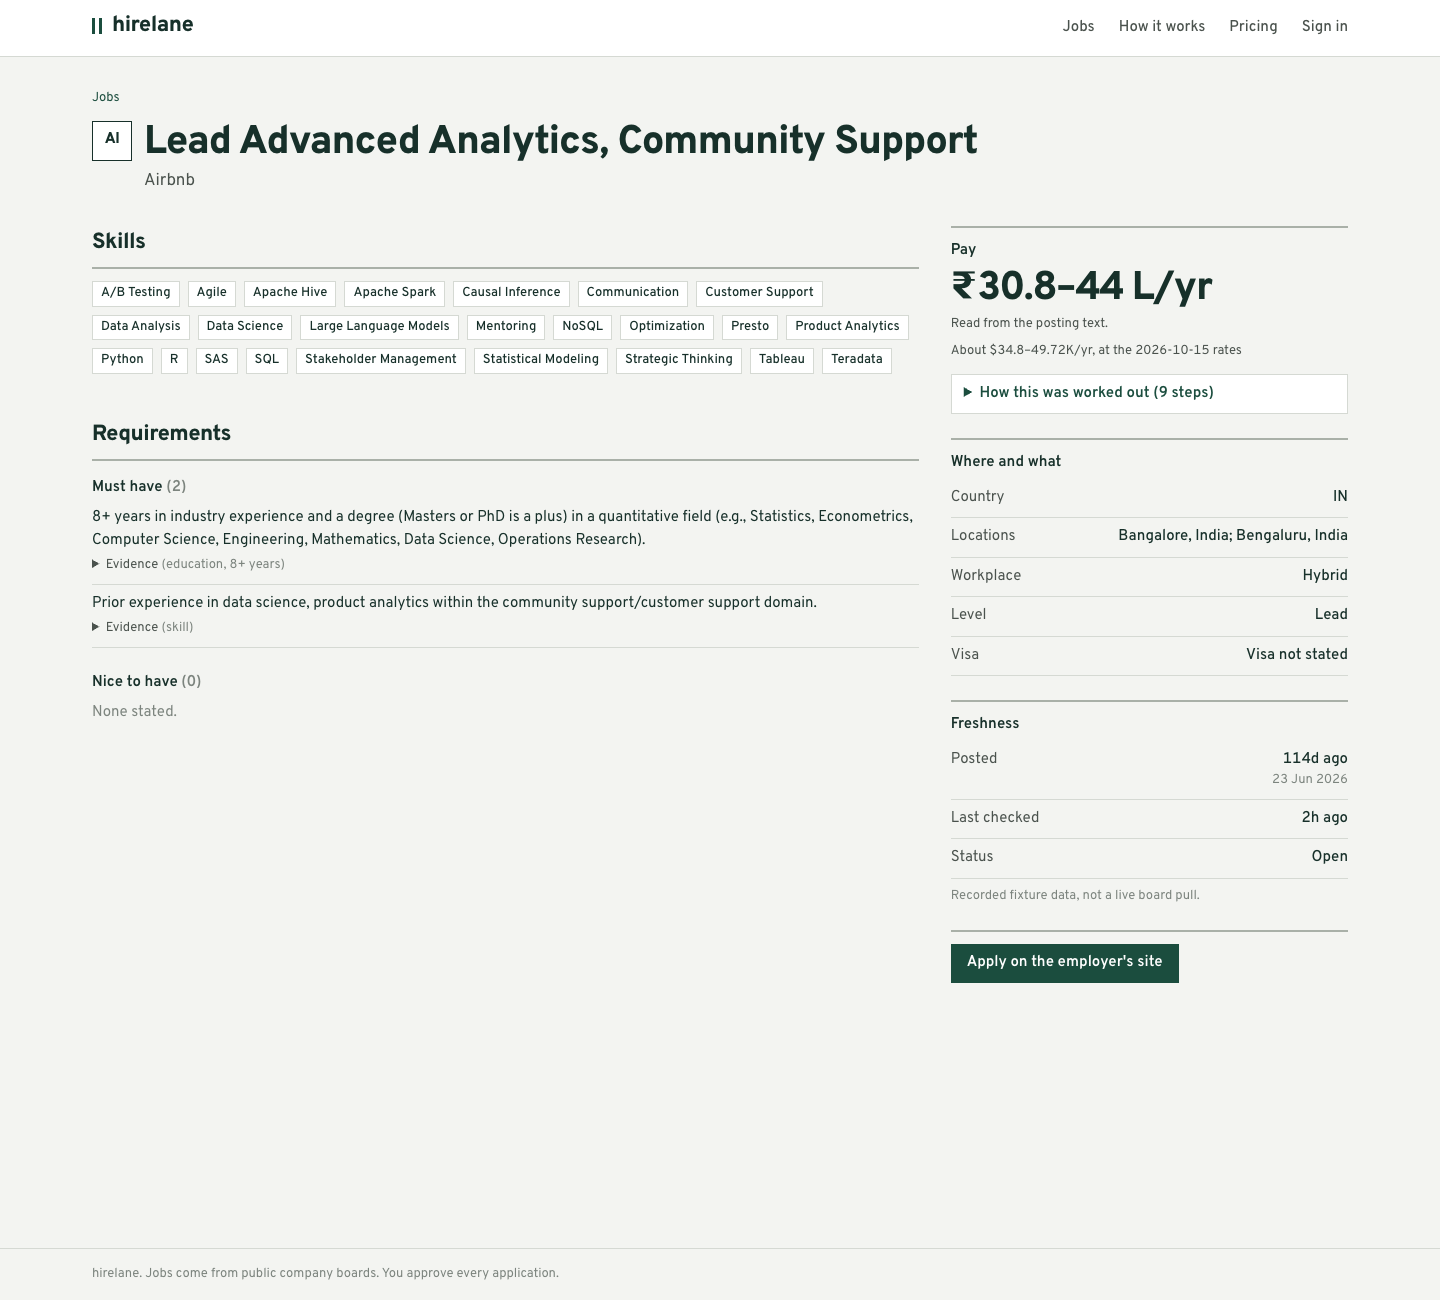 hirelane
Jobs How it works Pricing Sign in
Jobs
AI
Lead Advanced Analytics, Community Support
Airbnb
Skills
A/B Testing Agile Apache Hive Apache Spark Causal Inference Communication Customer Support
Data Analysis Data Science Large Language Models Mentoring NoSQL Optimization Presto Product Analytics
Python R SAS SQL Stakeholder Management Statistical Modeling Strategic Thinking Tableau Teradata
Requirements
Must have (2)
8+ years in industry experience and a degree (Masters or PhD is a plus) in a quantitative field (e.g., Statistics, Econometrics,
Computer Science, Engineering, Mathematics, Data Science, Operations Research).
Evidence (education, 8+ years)
Prior experience in data science, product analytics within the community support/customer support domain.
Evidence (skill)
Nice to have (0)
None stated.
Pay
₹30.8–44 L/yr
Read from the posting text.
About $34.8–49.72K/yr, at the 2026-10-15 rates
How this was worked out (9 steps)
Where and what
Country IN
Locations Bangalore, India; Bengaluru, India
Workplace Hybrid
Level Lead
Visa Visa not stated
Freshness
Posted 114d ago
23 Jun 2026
Last checked 2h ago
Status Open
Recorded fixture data, not a live board pull.
Apply on the employer's site
hirelane. Jobs come from public company boards. You approve every application.